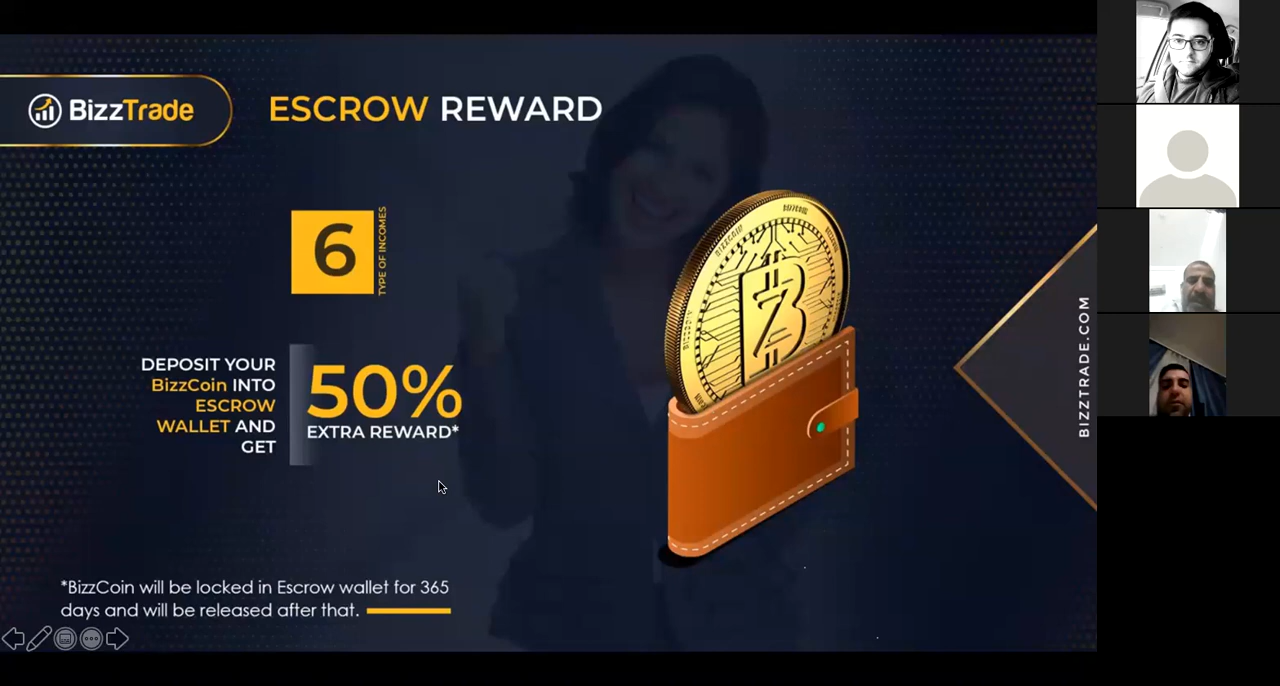 BizzTrade
ESCROW REWARD
6
TYPE OF INCOMES
DEPOSIT YOUR
BizzCoin INTO
ESCROW
WALLET AND
GET
50%
EXTRA REWARD*
BIZZCOIN
BIZZTRADE.COM
*BizzCoin will be locked in Escrow wallet for 365
days and will be released after that.